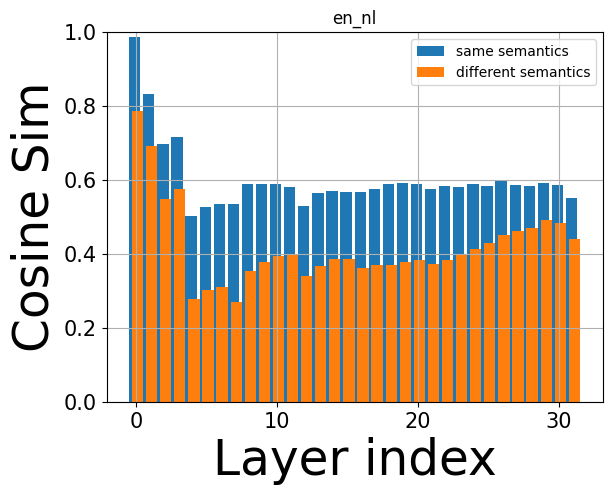 en_nl
same semantics
different semantics
Cosine Sim
1.0
0.8
0.6
0.4
0.2
0.0
0 10 20 30
Layer index